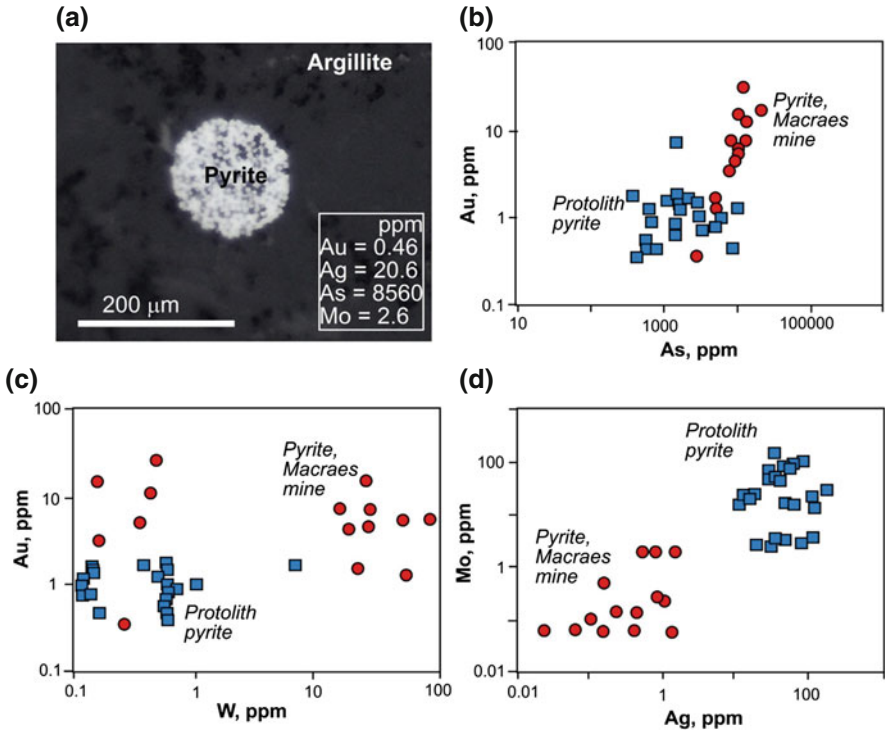 (a)
Argillite
Pyrite
ppm
Au = 0.46
Ag = 20.6
As = 8560
Mo = 2.6
200 μm
(b)
100
10
1
0.1
Au, ppm
Pyrite,
Macraes
mine
Protolith
pyrite
10
1000
100000
As, ppm
(c)
100
10
1
0.1
Au, ppm
Pyrite,
Macraes
mine
Protolith
pyrite
0.1
1
10
100
W, ppm
(d)
100
1
0.01
Mo, ppm
Protolith
pyrite
Pyrite, 
Macraes
mine
0.01
1
100
Ag, ppm